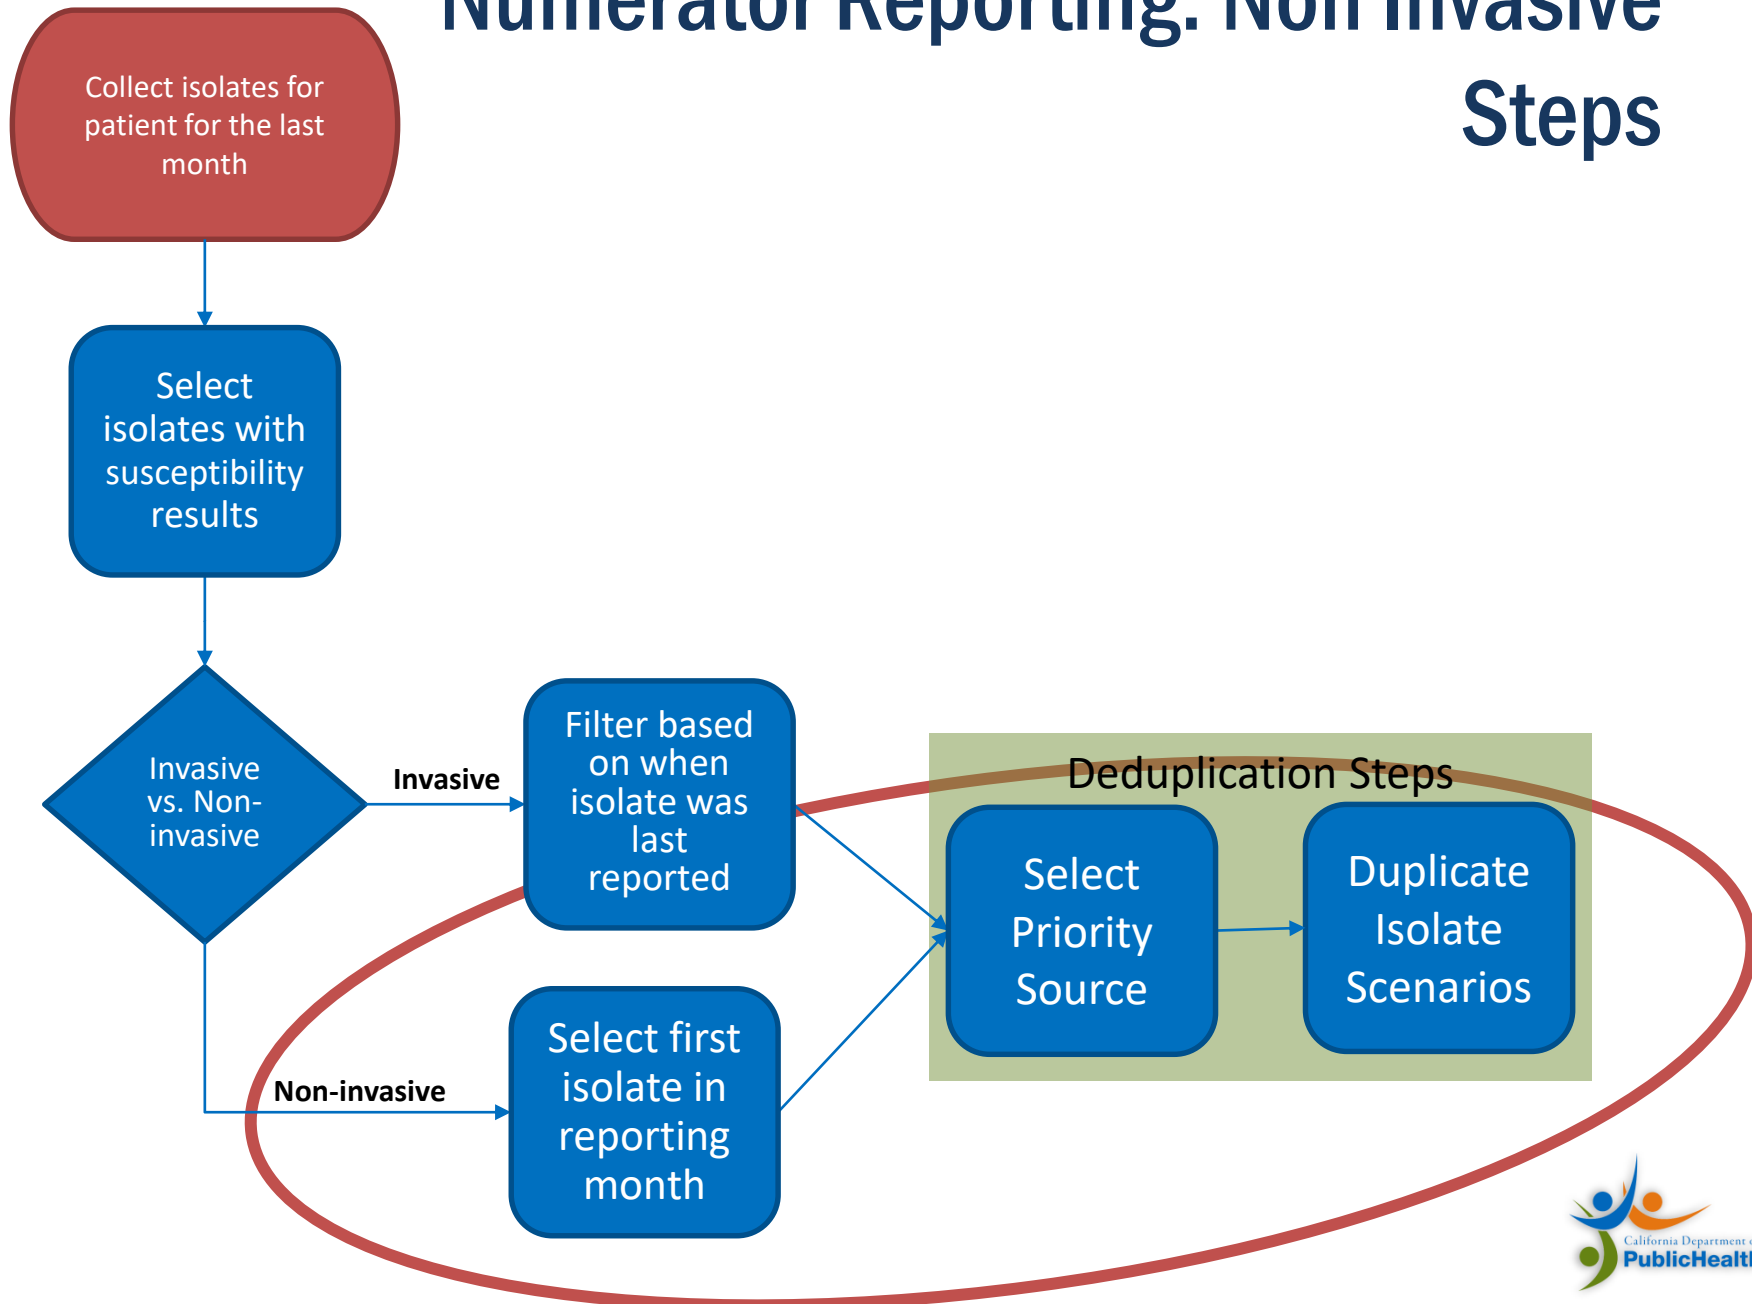 Numerator Reporting: Non Invasive
Steps
Collect isolates for
patient for the last
month
Select
isolates with
susceptibility
results
Invasive
vs. Non-
invasive
Invasive
Filter based
on when
isolate was
last
reported
Non-invasive
Select first
isolate in
reporting
month
Deduplication Steps
Select
Priority
Source
Duplicate
Isolate
Scenarios
California Department o
PublicHealth